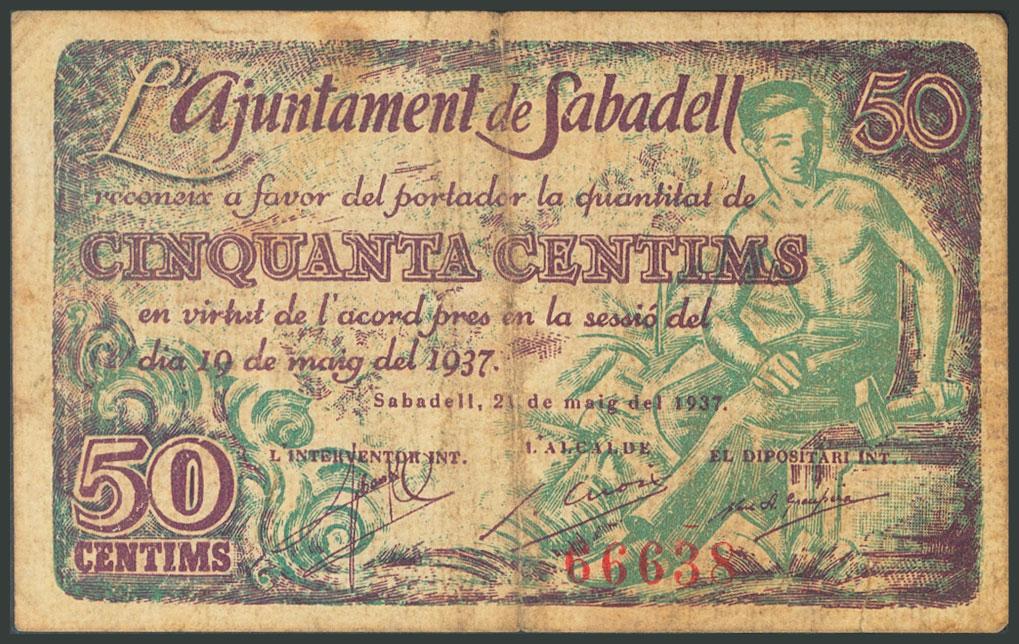 L'Ajuntament de Sabadell
50
reconeix a favor del portador la quantitat de
CINQUANTA CENTIMS
en virtut de l'acord pres en la sessió del
dia 19 de maig del 1937.
Sabadell, 21 de maig del 1937.
L'INTERVENTOR INT.
L'ALCALDE
EL DIPOSITARI INT.
50
CENTIMS
66638